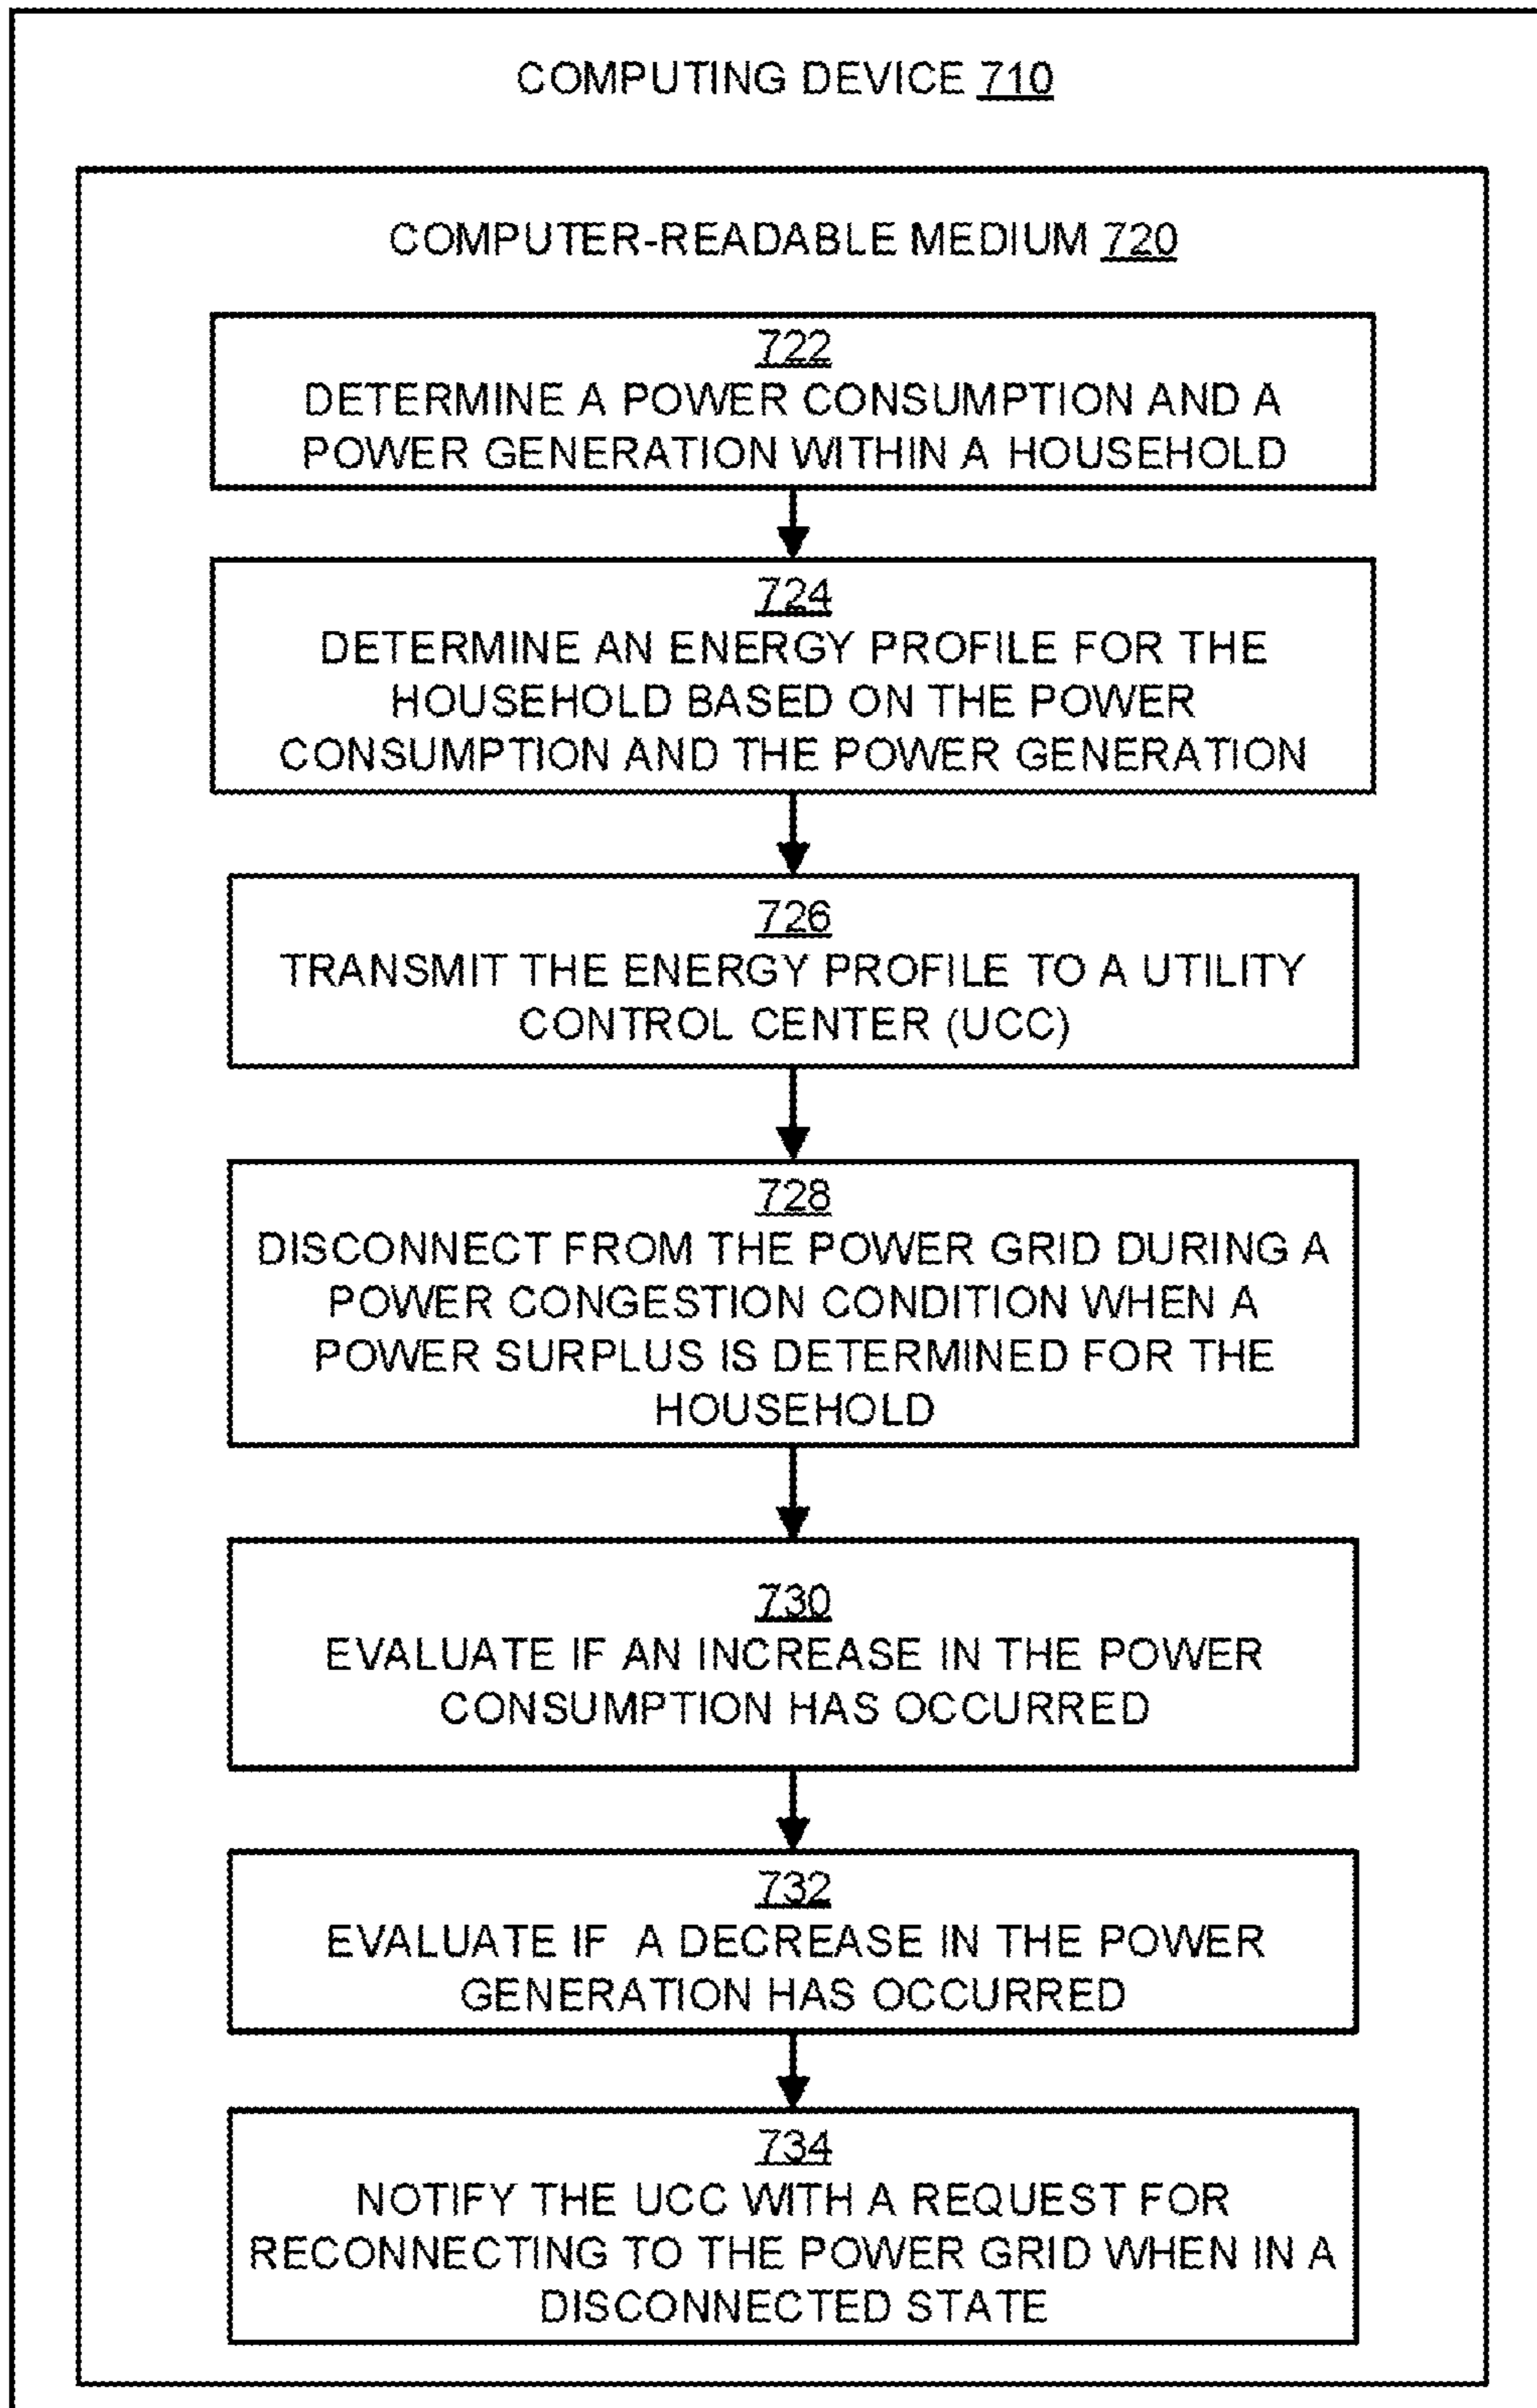 COMPUTING DEVICE 710
COMPUTER-READABLE MEDIUM 720
722
DETERMINE A POWER CONSUMPTION AND A
POWER GENERATION WITHIN A HOUSEHOLD
724
DETERMINE AN ENERGY PROFILE FOR THE
HOUSEHOLD BASED ON THE POWER
CONSUMPTION AND THE POWER GENERATION
726
TRANSMIT THE ENERGY PROFILE TO A UTILITY
CONTROL CENTER (UCC)
728
DISCONNECT FROM THE POWER GRID DURING A
POWER CONGESTION CONDITION WHEN A
POWER SURPLUS IS DETERMINED FOR THE
HOUSEHOLD
730
EVALUATE IF AN INCREASE IN THE POWER
CONSUMPTION HAS OCCURRED
732
EVALUATE IF A DECREASE IN THE POWER
GENERATION HAS OCCURRED
734
NOTIFY THE UCC WITH A REQUEST FOR
RECONNECTING TO THE POWER GRID WHEN IN A
DISCONNECTED STATE